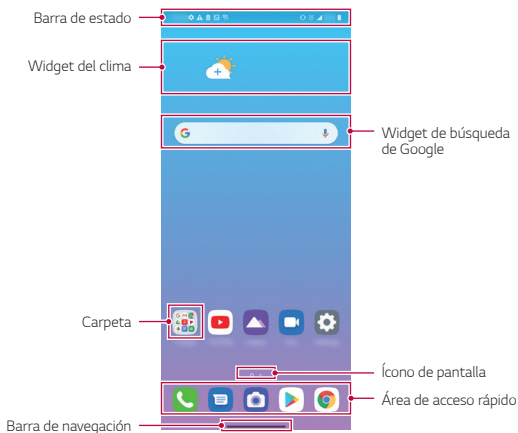 Barra de estado
Widget del clima
Widget de búsqueda
de Google
Carpeta
Ícono de pantalla
Área de acceso rápido
Barra de navegación